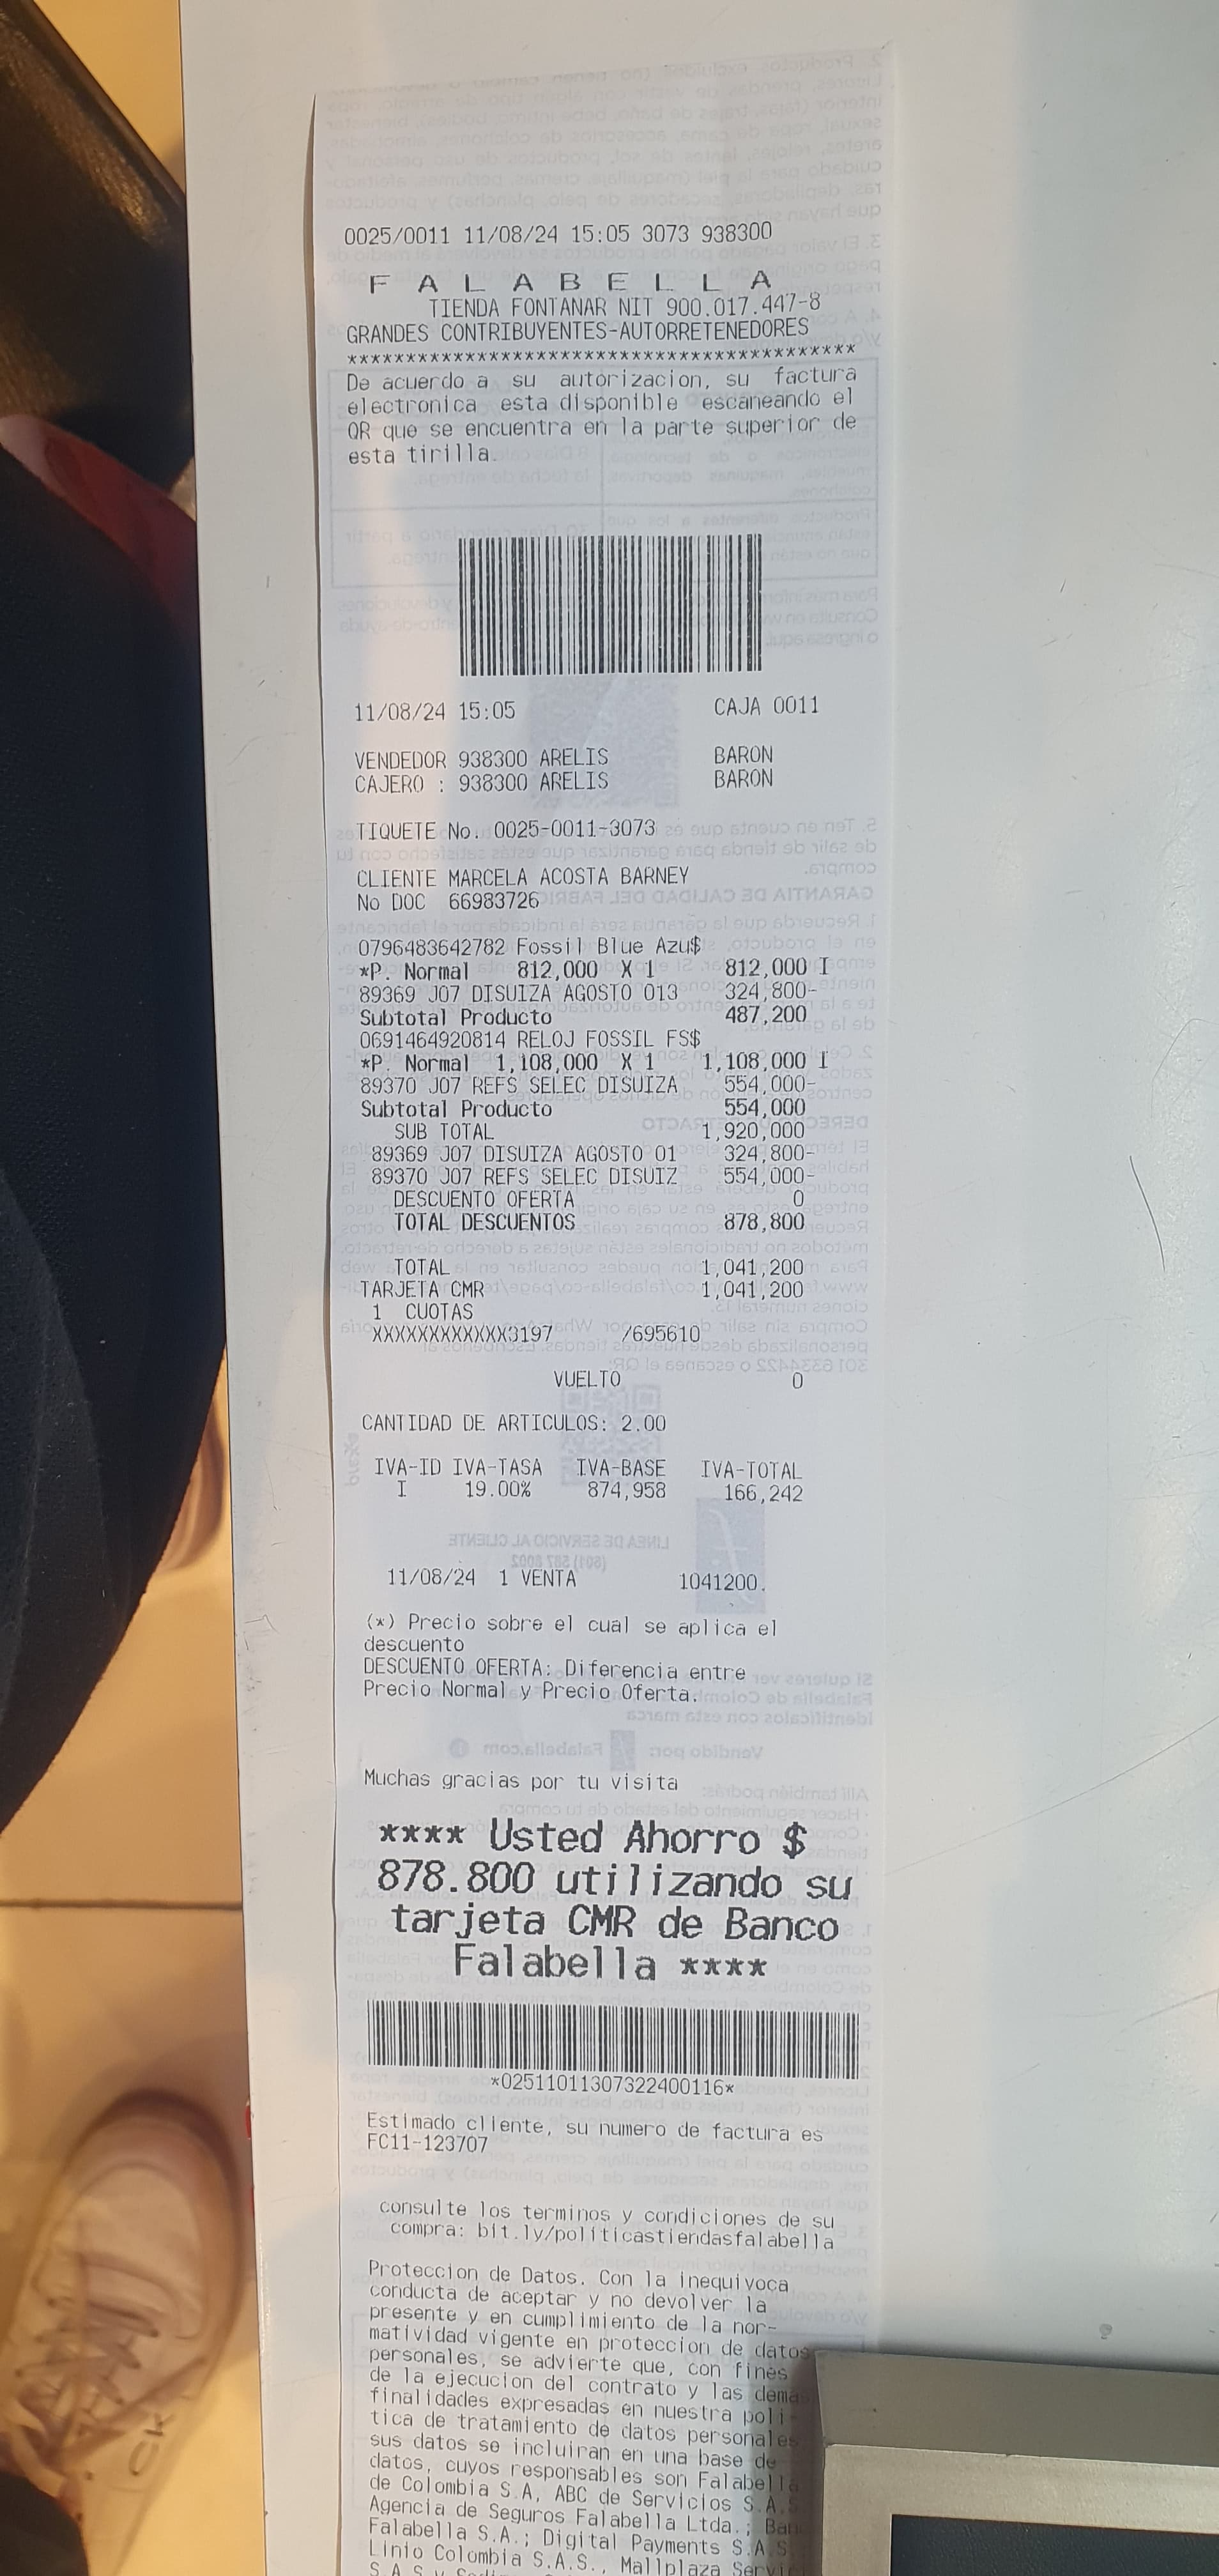 0025/0011 11/08/24 15:05 3073 938300
F A L A B E L L A
TIENDA FONTANAR NIT 900.017.447-8
GRANDES CONTRIBUYENTES-AUTORRETENEDORES
********************************************
De acuerdo a su autorizacion, su factura
electronica esta disponible escaneando el
QR que se encuentra en la parte superior de
esta tirilla.
11/08/24 15:05 CAJA 0011
VENDEDOR 938300 ARELIS BARON
CAJERO : 938300 ARELIS BARON
TIQUETE No. 0025-0011-3073
CLIENTE MARCELA ACOSTA BARNEY
No DOC 66983726
0796483642782 Fossil Blue Azu$
*P. Normal 812,000 X 1 812,000 I
89369 J07 DISUIZA AGOSTO 013 324,800-
Subtotal Producto 487,200
0691464920814 RELOJ FOSSIL FS$
*P. Normal 1,108,000 X 1 1,108,000 I
89370 J07 REFS SELEC DISUIZA 554,000-
Subtotal Producto 554,000
SUB TOTAL 1,920,000
89369 J07 DISUIZA AGOSTO 01 324,800-
89370 J07 REFS SELEC DISUIZ 554,000-
DESCUENTO OFERTA 0
TOTAL DESCUENTOS 878,800
TOTAL 1,041,200
TARJETA CMR 1,041,200
1 CUOTAS
XXXXXXXXXXXX3197 /695610
VUELTO 0
CANTIDAD DE ARTICULOS: 2.00
IVA-ID IVA-TASA IVA-BASE IVA-TOTAL
I 19.00% 874,958 166,242
11/08/24 1 VENTA 1041200.
(*) Precio sobre el cual se aplica el
descuento
DESCUENTO OFERTA: Diferencia entre
Precio Normal y Precio Oferta.
Muchas gracias por tu visita
**** Usted Ahorro $
878.800 utilizando su
tarjeta CMR de Banco
Falabella ****
*02511011307322400116*
Estimado cliente, su numero de factura es
FC11-123707
consulte los terminos y condiciones de su
compra: bit.ly/politicastiendasfalabella
Proteccion de Datos. Con la inequivoca
conducta de aceptar y no devolver la
presente y en cumplimiento de la nor-
matividad vigente en proteccion de datos
personales, se advierte que, con fines
de la ejecucion del contrato y las dema
finalidades expresadas en nuestra poli-
tica de tratamiento de datos personales
sus datos se incluiran en una base de
datos, cuyos responsables son Falabella
de Colombia S.A, ABC de Servicios S.A.S
Agencia de Seguros Falabella Ltda.; Ban
Falabella S.A.; Digital Payments S.A.S
Linio Colombia S.A.S., Mallplaza Servic
S.A.S y